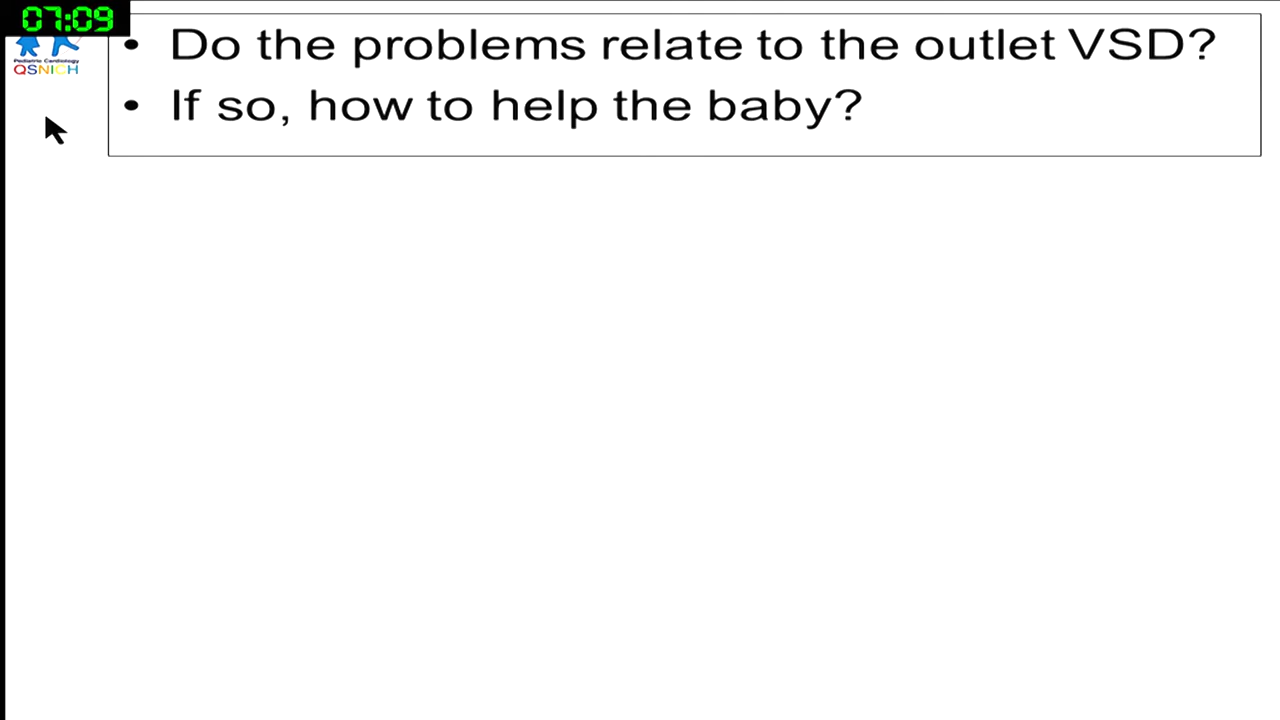 07:09
Pediatric Cardiology
QSNICH
• Do the problems relate to the outlet VSD?
• If so, how to help the baby?